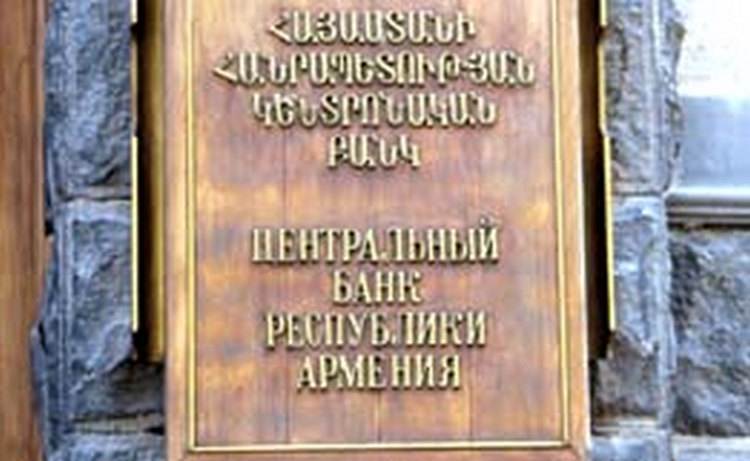 ՀԱՅԱՍՏԱՆԻ
ՀԱՆՐԱՊԵՏՈՒԹՅԱՆ
ԿԵՆՏՐՈՆԱԿԱՆ
ԲԱՆԿ
ЦЕНТРАЛЬНЫЙ
БАНК
РЕСПУБЛИКИ
АРМЕНИЯ